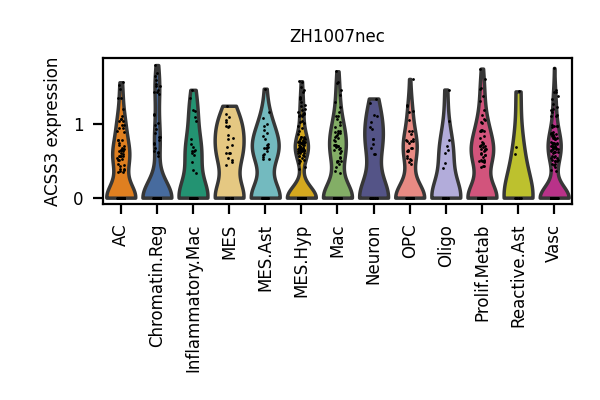 ZH1007nec
ACSS3 expression
1
0
AC
Chromatin.Reg
Inflammatory.Mac
MES
MES.Ast
MES.Hyp
Mac
Neuron
OPC
Oligo
Prolif.Metab
Reactive.Ast
Vasc